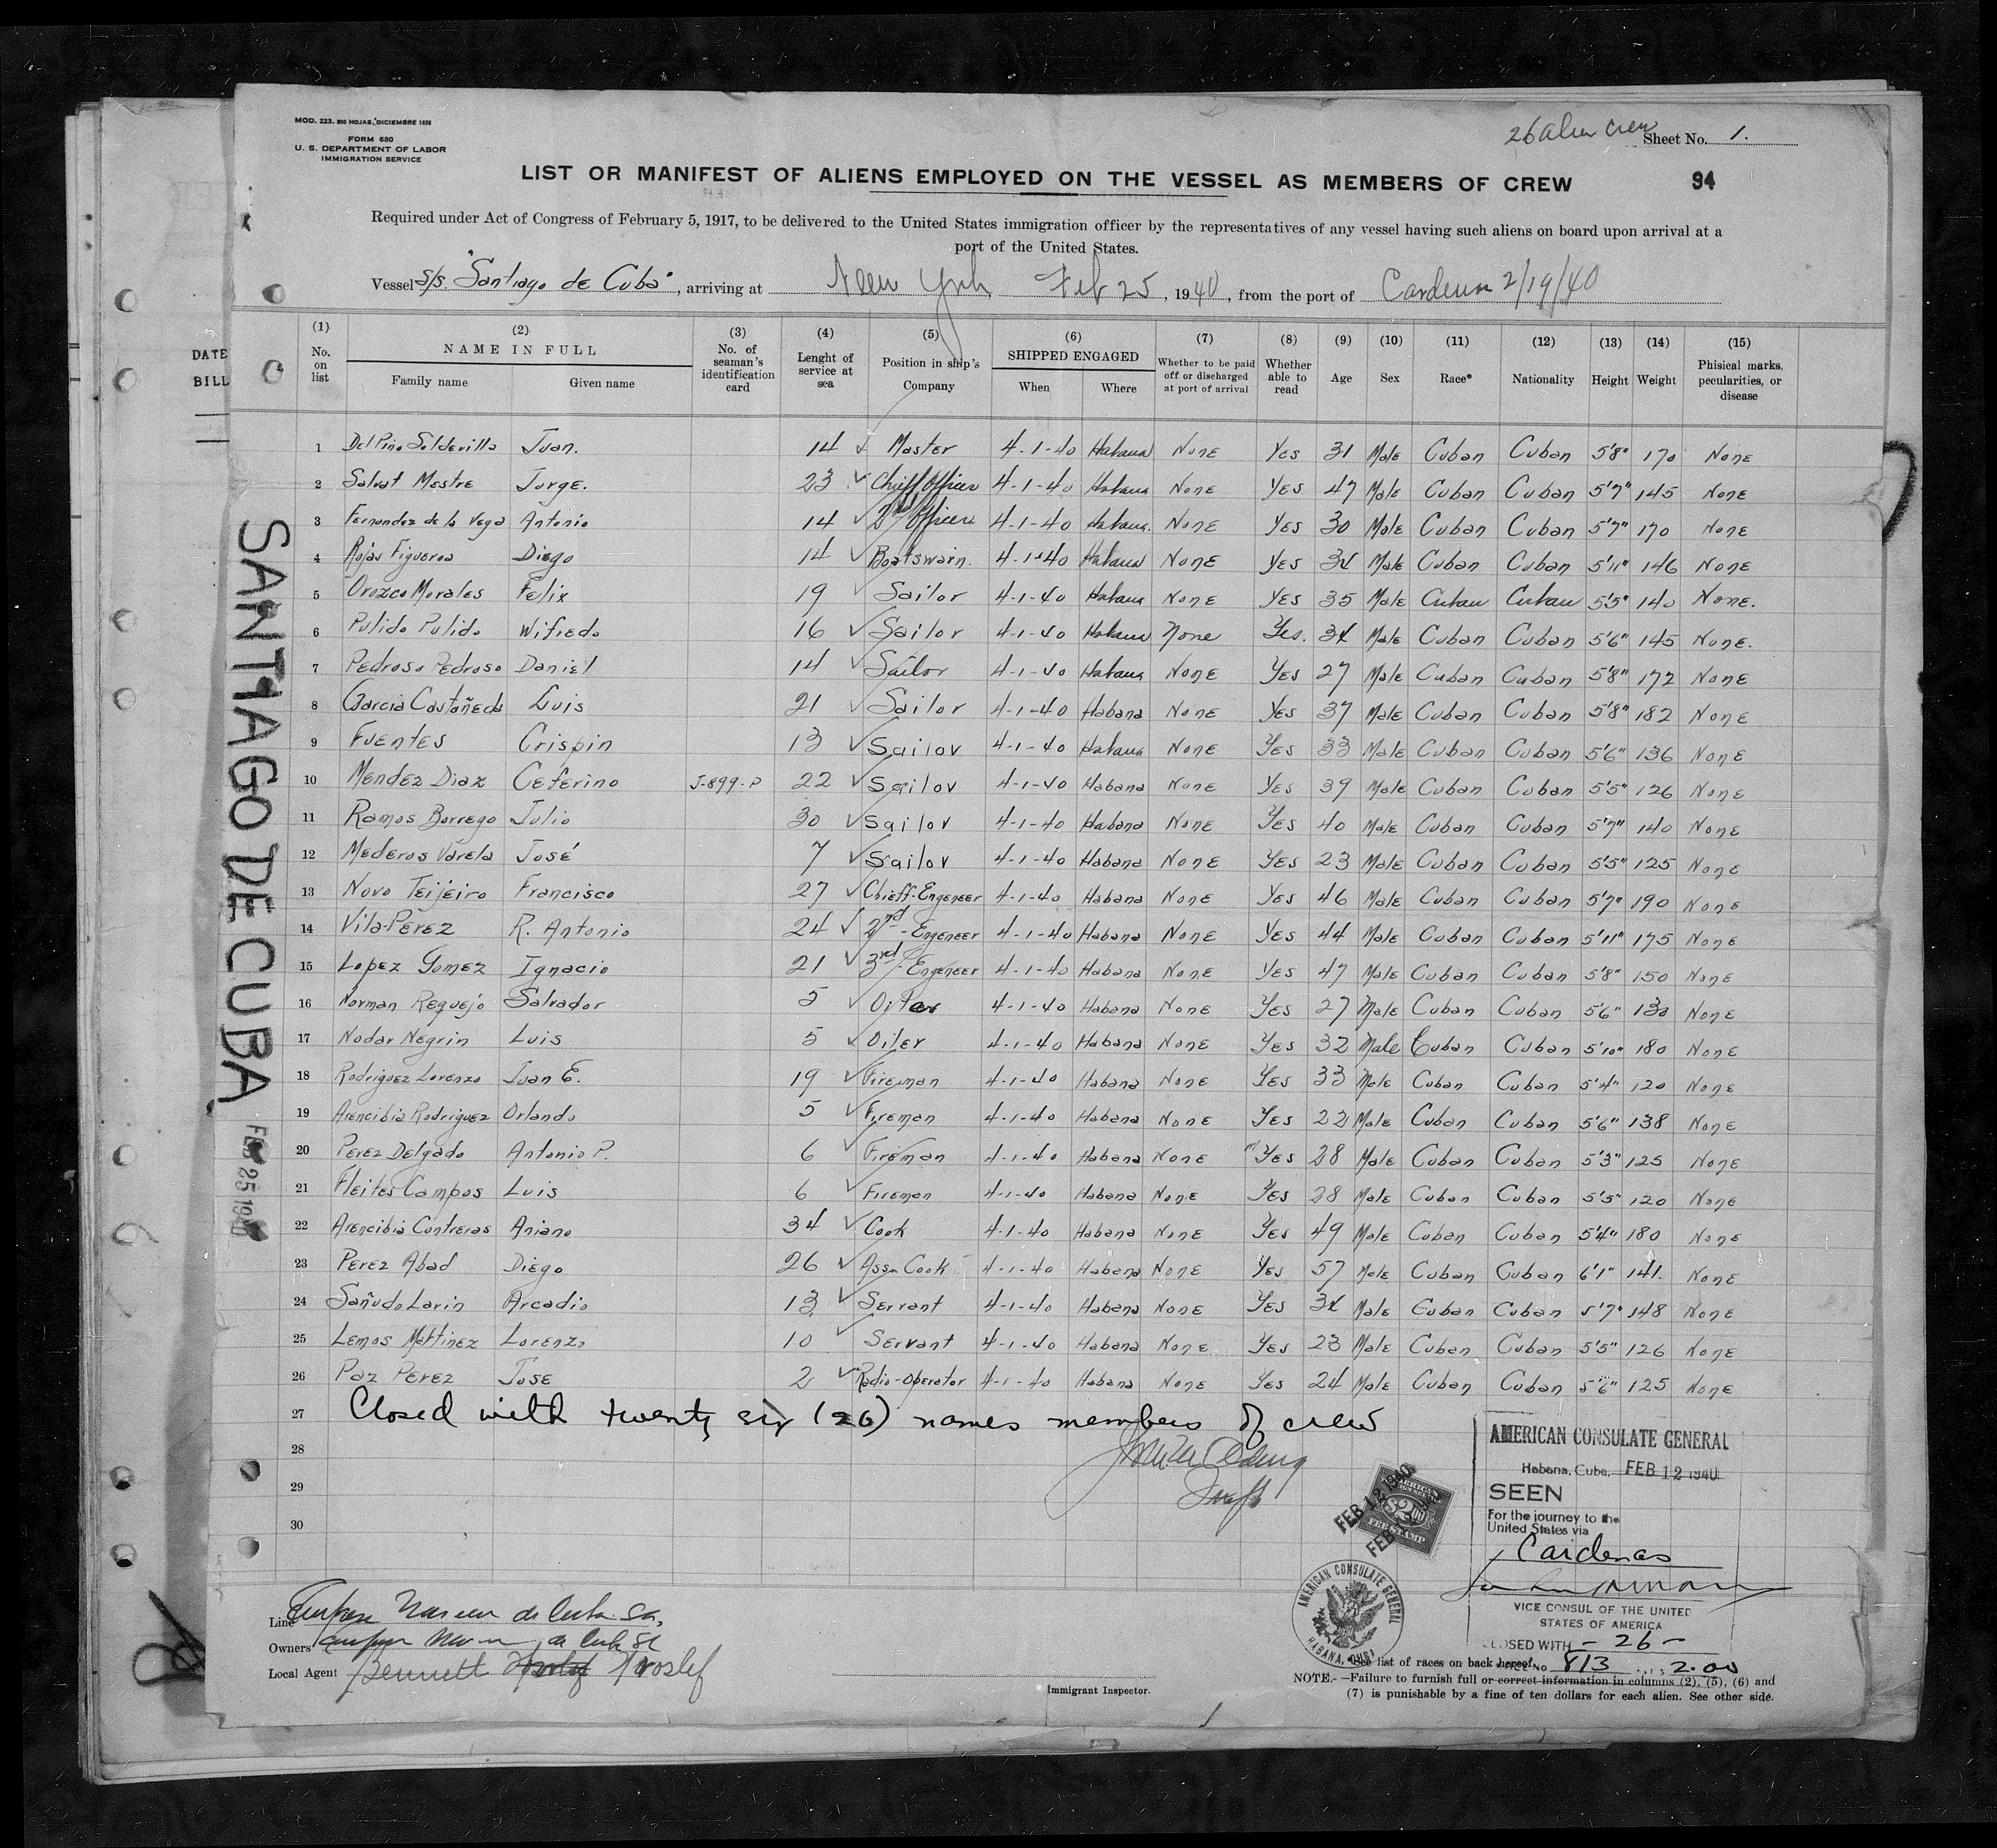 MOD. 223. 500 HOJAS. DICIEMBRE 1938
FORM 680
U. S. DEPARTMENT OF LABOR
IMMIGRATION SERVICE
26 alien crew
Sheet No. 1.
LIST OR MANIFEST OF ALIENS EMPLOYED ON THE VESSEL AS MEMBERS OF CREW
94
Required under Act of Congress of February 5, 1917, to be delivered to the United States immigration officer by the representatives of any vessel having such aliens on board upon arrival at a
port of the United States.
Vessel S/S. "Santiago de Cuba", arriving at New York Feb 25, 1940, from the port of Cardenas 2/19/40
DATE
BILL
(1) No. on list (2) NAME IN FULL Family name Given name (3) No. of seaman's identification card (4) Lenght of service at sea (5) Position in ship's Company (6) SHIPPED ENGAGED When Where (7) Whether to be paid off or discharged at port of arrival (8) Whether able to read (9) Age (10) Sex (11) Race* (12) Nationality (13) Height (14) Weight (15) Phisical marks, pecularities, or disease
1 Del Pino Soldevilla Juan. 14 ✓ Master 4-1-40 Habana None Yes 31 Male Cuban Cuban 5'8" 170 None
2 Salvat Mestre Jorge. 23 ✓ Chieff Officer 4-1-40 Habana None Yes 47 Male Cuban Cuban 5'7" 145 None
3 Fernandez de la Vega Antonio 14 ✓ Officer 4-1-40 Habana. None Yes 30 Male Cuban Cuban 5'7" 170 None
4 Rojas Figueroa Diego 14 ✓ Boatswain. 4-1-40 Habana None Yes 34 Male Cuban Cuban 5'11" 146 None
5 Orozco Morales Felix 19 ✓ Sailor 4-1-40 Habana None Yes 35 Male Cuban Cuban 5'5" 140 None.
6 Pulido Pulido Wifredo 16 ✓ Sailor 4-1-40 Habana None Yes. 34 Male Cuban Cuban 5'6" 145 None.
7 Pedroso Pedroso Daniel 14 ✓ Sailor 4-1-40 Habana None Yes 27 Male Cuban Cuban 5'8" 172 None
8 Garcia Castañeda Luis 21 ✓ Sailor 4-1-40 Habana None Yes 37 Male Cuban Cuban 5'8" 182 None
9 Fuentes Crispin 13 ✓ Sailor 4-1-40 Habana None Yes 33 Male Cuban Cuban 5'6" 136 None
10 Mendez Diaz Ceferino J-899-P 22 ✓ Sailor 4-1-40 Habana None Yes 39 Male Cuban Cuban 5'5" 126 None
11 Ramos Borrego Julio 30 ✓ Sailor 4-1-40 Habana None Yes 40 Male Cuban Cuban 5'7" 140 None
12 Mederos Varela José 7 ✓ Sailor 4-1-40 Habana None Yes 23 Male Cuban Cuban 5'5" 125 None
13 Novo Teijeiro Francisco 27 ✓ Chieff-Engeneer 4-1-40 Habana None Yes 46 Male Cuban Cuban 5'7" 190 None
14 Vila-Perez R. Antonio 24 ✓ 2nd-Engeneer 4-1-40 Habana None Yes 44 Male Cuban Cuban 5'11" 175 None
15 Lopez Gomez Ignacio 21 ✓ 3rd-Engeneer 4-1-40 Habana None Yes 47 Male Cuban Cuban 5'8" 150 None
16 Norman Requejo Salvador 5 ✓ Oiler 4-1-40 Habana None Yes 27 Male Cuban Cuban 5'6" 130 None
17 Nodar Negrin Luis 5 ✓ Oiler 4-1-40 Habana None Yes 32 Male Cuban Cuban 5'10" 180 None
18 Rodriguez Lorenzo Juan E. 19 ✓ Fireman 4-1-40 Habana None Yes 33 Male Cuban Cuban 5'4" 120 None
19 Arencibia Rodriguez Orlando 5 ✓ Fireman 4-1-40 Habana None Yes 22 Male Cuban Cuban 5'6" 138 None
20 Perez Delgado Antonio P. 6 ✓ Fireman 4-1-40 Habana None Yes 28 Male Cuban Cuban 5'3" 125 None
21 Fleites Campos Luis 6 ✓ Fireman 4-1-40 Habana None Yes 28 Male Cuban Cuban 5'5" 120 None
22 Arencibia Contreras Aniano 34 ✓ Cook 4-1-40 Habana None Yes 49 Male Cuban Cuban 5'4" 180 None
23 Perez Abad Diego 26 ✓ Assn Cook 4-1-40 Habana None Yes 57 Male Cuban Cuban 6'1" 141. None
24 Sañudo Larin Arcadio 13 ✓ Servant 4-1-40 Habana None Yes 34 Male Cuban Cuban 5'7" 148 None
25 Lemos Martinez Lorenzo 10 Servant 4-1-40 Habana None Yes 23 Male Cuban Cuban 5'5" 126 None
26 Paz Perez Jose 2 ✓ Radio-Operator 4-1-40 Habana None Yes 24 Male Cuban Cuban 5'6" 125 None
27 Closed with twenty six (26) names members of crew
28
29
30
SANTIAGO DE CUBA
FEB 25 1940
AMERICAN CONSULATE GENERAL
Habana, Cuba, FEB 12 1940
SEEN
For the journey to the
United States via
Cardenas
VICE CONSUL OF THE UNITED
STATES OF AMERICA
CLOSED WITH - 26 -
813 2.00
FEB 12 1940
$2.00
FEE STAMP
AMERICAN CONSULATE GENERAL
HABANA, CUBA
Line Empresa Naviera de Cuba SA,
Owners Empresa Naviera de Cuba SA
Local Agent Bennett
Immigrant Inspector.
See list of races on back hereof.
NOTE.- —Failure to furnish full or correct information in columns (2), (5), (6) and
(7) is punishable by a fine of ten dollars for each alien. See other side.